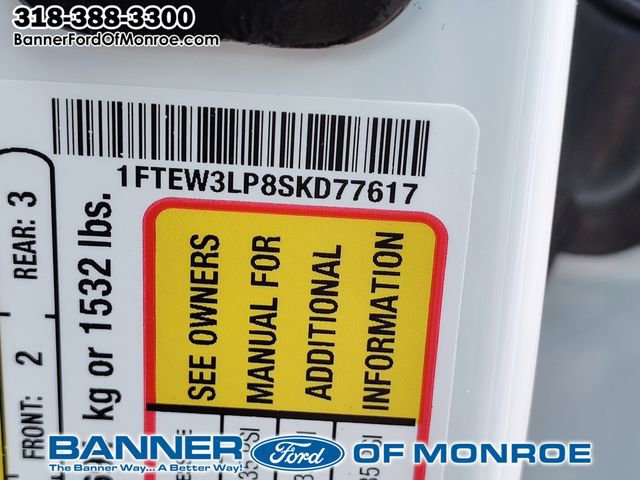 318-388-3300
BannerFordOfMonroe.com
1FTEW3LP8SKD77617
REAR: 3
FRONT: 2
kg or 1532 lbs.
SEE OWNERS
MANUAL FOR
ADDITIONAL
INFORMATION
BANNER Ford OF MONROE
The Banner Way...A Better Way!